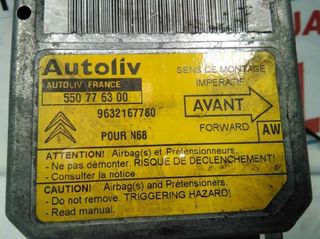 Autoliv
AUTOLIV FRANCE
550 77 63 00
9632167780
POUR N68
SENS DE MONTAGE
IMPERATIF
AVANT
FORWARD
AW
ATTENTION! Airbag(s) et Prétensionneurs.
- Ne pas démonter. RISQUE DE DECLENCHEMENT!
- Consulter la notice
CAUTION! Airbag(s) and Prétensioners.
- Do not remove. TRIGGERING HAZARD!
- Read manual.